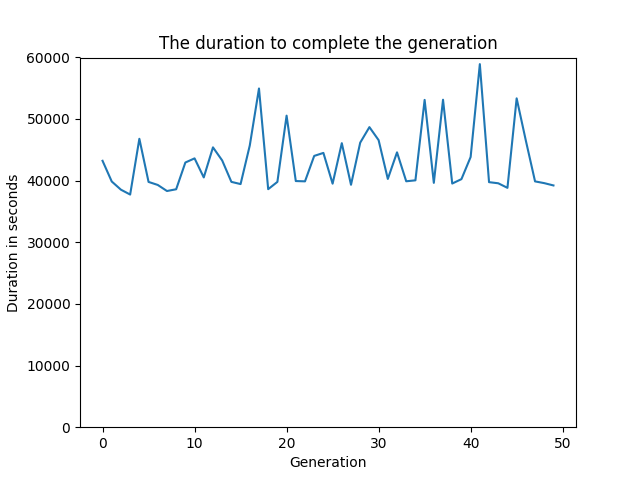 The duration to complete the generation
60000
50000
40000
30000
20000
10000
0
Duration in seconds
0 10 20 30 40 50
Generation